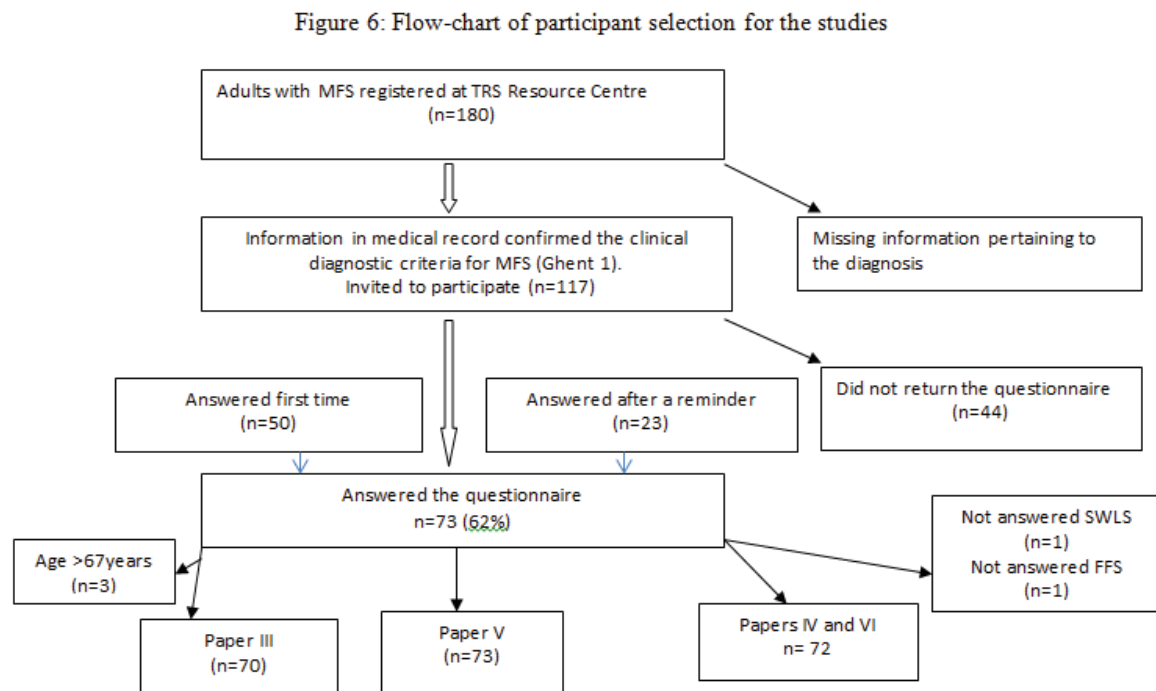 Figure 6: Flow-chart of participant selection for the studies
Adults with MFS registered at TRS Resource Centre
(n=180)
Information in medical record confirmed the clinical
diagnostic criteria for MFS (Ghent 1).
Invited to participate (n=117)
Missing information pertaining to
the diagnosis
Answered first time
(n=50)
Answered after a reminder
(n=23)
Did not return the questionnaire
(n=44)
Answered the questionnaire
n=73 (62%)
Not answered SWLS
(n=1)
Not answered FFS
(n=1)
Age >67years
(n=3)
Paper III
(n=70)
Paper V
(n=73)
Papers IV and VI
n= 72